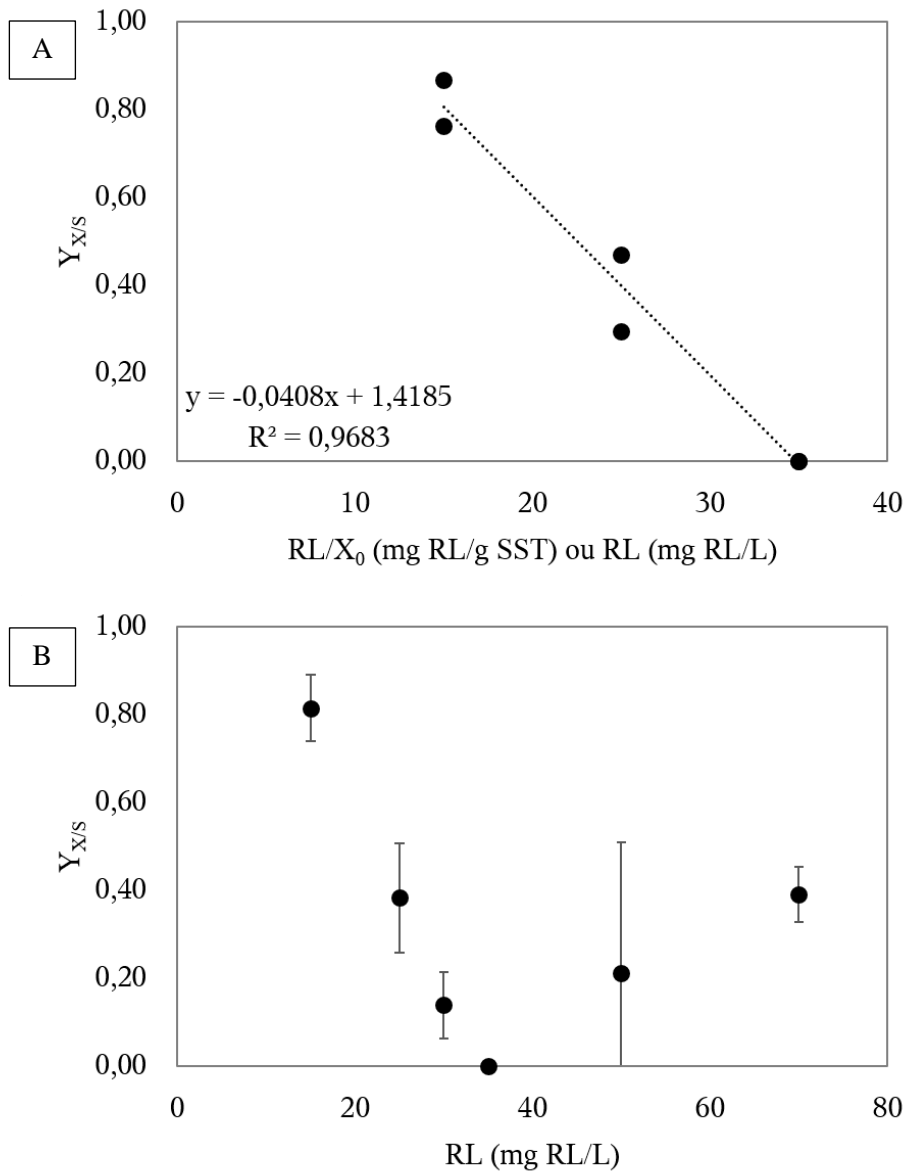 A
1,00
0,80
0,60
0,40
0,20
0,00
Y_X/S
y = -0,0408x + 1,4185
R² = 0,9683
0 10 20 30 40
RL/X₀ (mg RL/g SST) ou RL (mg RL/L)
B
1,00
0,80
0,60
0,40
0,20
0,00
Y_X/S
0 20 40 60 80
RL (mg RL/L)